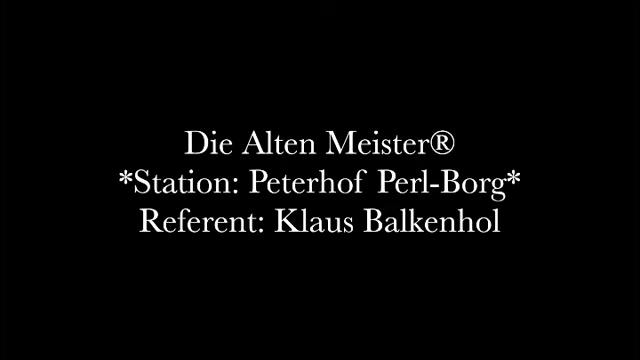 Die Alten Meister®
*Station: Peterhof Perl-Borg*
Referent: Klaus Balkenhol